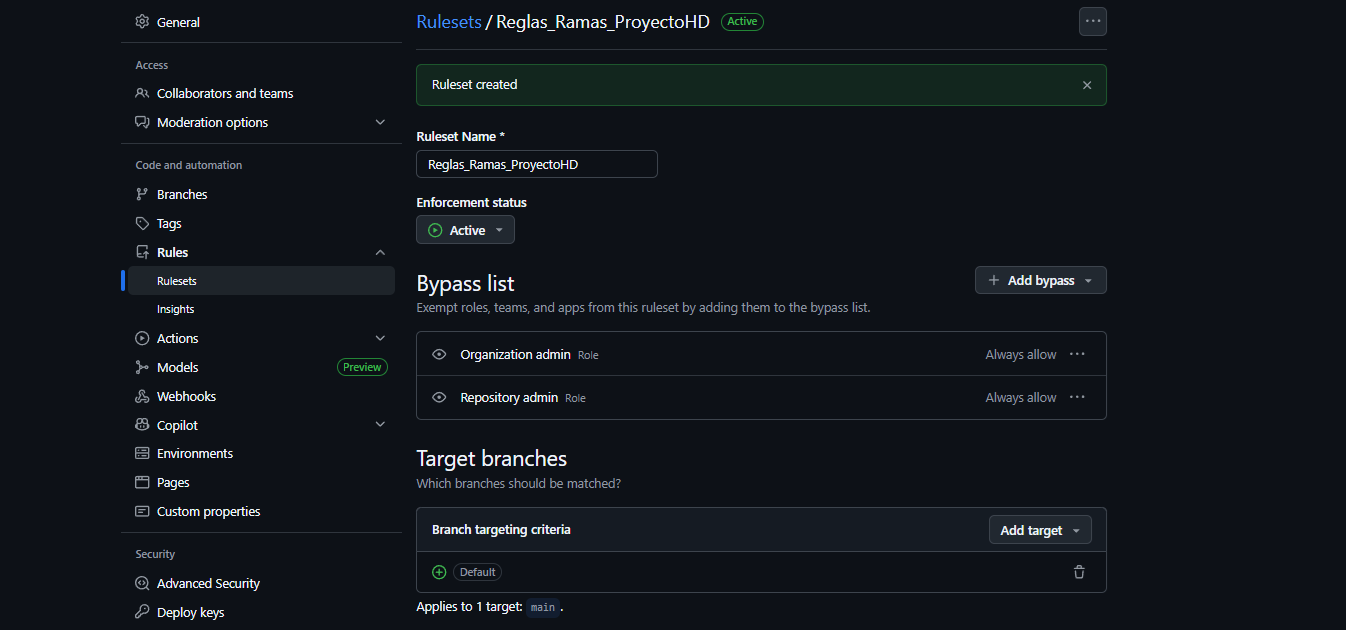 General
Access
Collaborators and teams
Moderation options
Code and automation
Branches
Tags
Rules
Rulesets
Insights
Actions
Models Preview
Webhooks
Copilot
Environments
Pages
Custom properties
Security
Advanced Security
Deploy keys
Rulesets / Reglas_Ramas_ProyectoHD Active
Ruleset created
Ruleset Name *
Reglas_Ramas_ProyectoHD
Enforcement status
Active
Bypass list
Add bypass
Exempt roles, teams, and apps from this ruleset by adding them to the bypass list.
Organization admin Role Always allow
Repository admin Role Always allow
Target branches
Which branches should be matched?
Branch targeting criteria Add target
Default
Applies to 1 target: main .